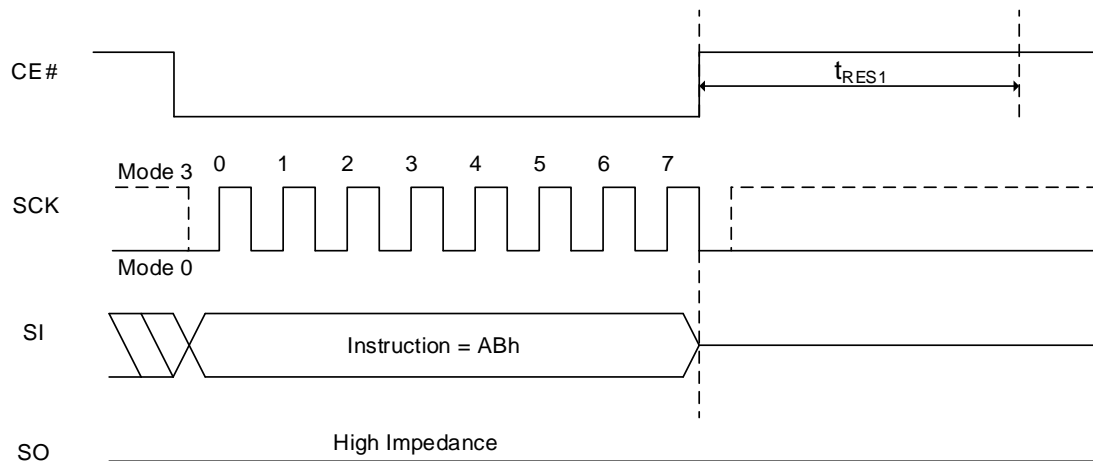 CE#
tRES1
Mode 3
0 1 2 3 4 5 6 7
SCK
Mode 0
SI
Instruction = ABh
High Impedance
SO